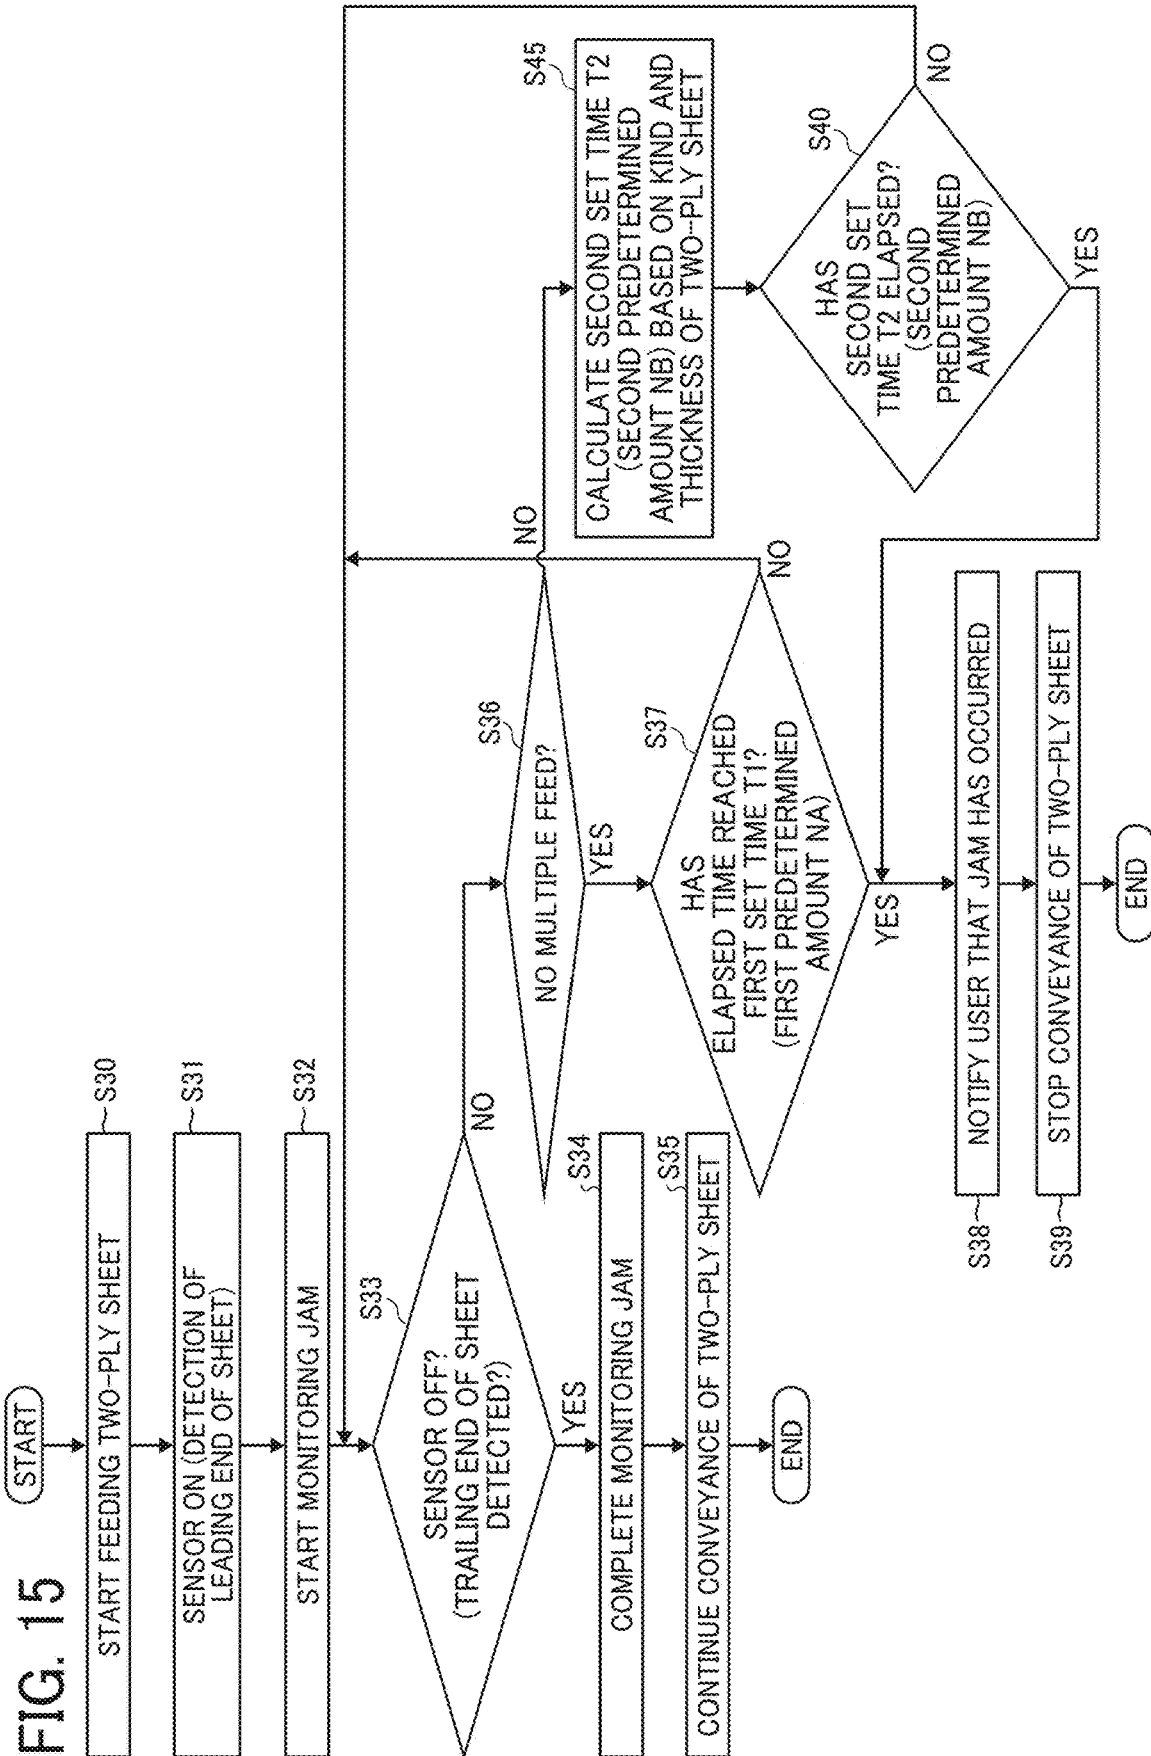 FIG. 15
START
START FEEDING TWO-PLY SHEET
S30
SENSOR ON (DETECTION OF
LEADING END OF SHEET)
S31
START MONITORING JAM
S32
SENSOR OFF?
(TRAILING END OF SHEET
DETECTED?)
S33
NO
YES
COMPLETE MONITORING JAM
S34
CONTINUE CONVEYANCE OF TWO-PLY SHEET
S35
END
NO MULTIPLE FEED?
S36
NO
YES
HAS
ELAPSED TIME REACHED
FIRST SET TIME T1?
(FIRST PREDETERMINED
AMOUNT NA)
S37
NO
YES
NOTIFY USER THAT JAM HAS OCCURRED
S38
STOP CONVEYANCE OF TWO-PLY SHEET
S39
END
CALCULATE SECOND SET TIME T2
(SECOND PREDETERMINED
AMOUNT NB) BASED ON KIND AND
THICKNESS OF TWO-PLY SHEET
S45
HAS
SECOND SET
TIME T2 ELAPSED?
(SECOND
PREDETERMINED
AMOUNT NB)
S40
NO
YES